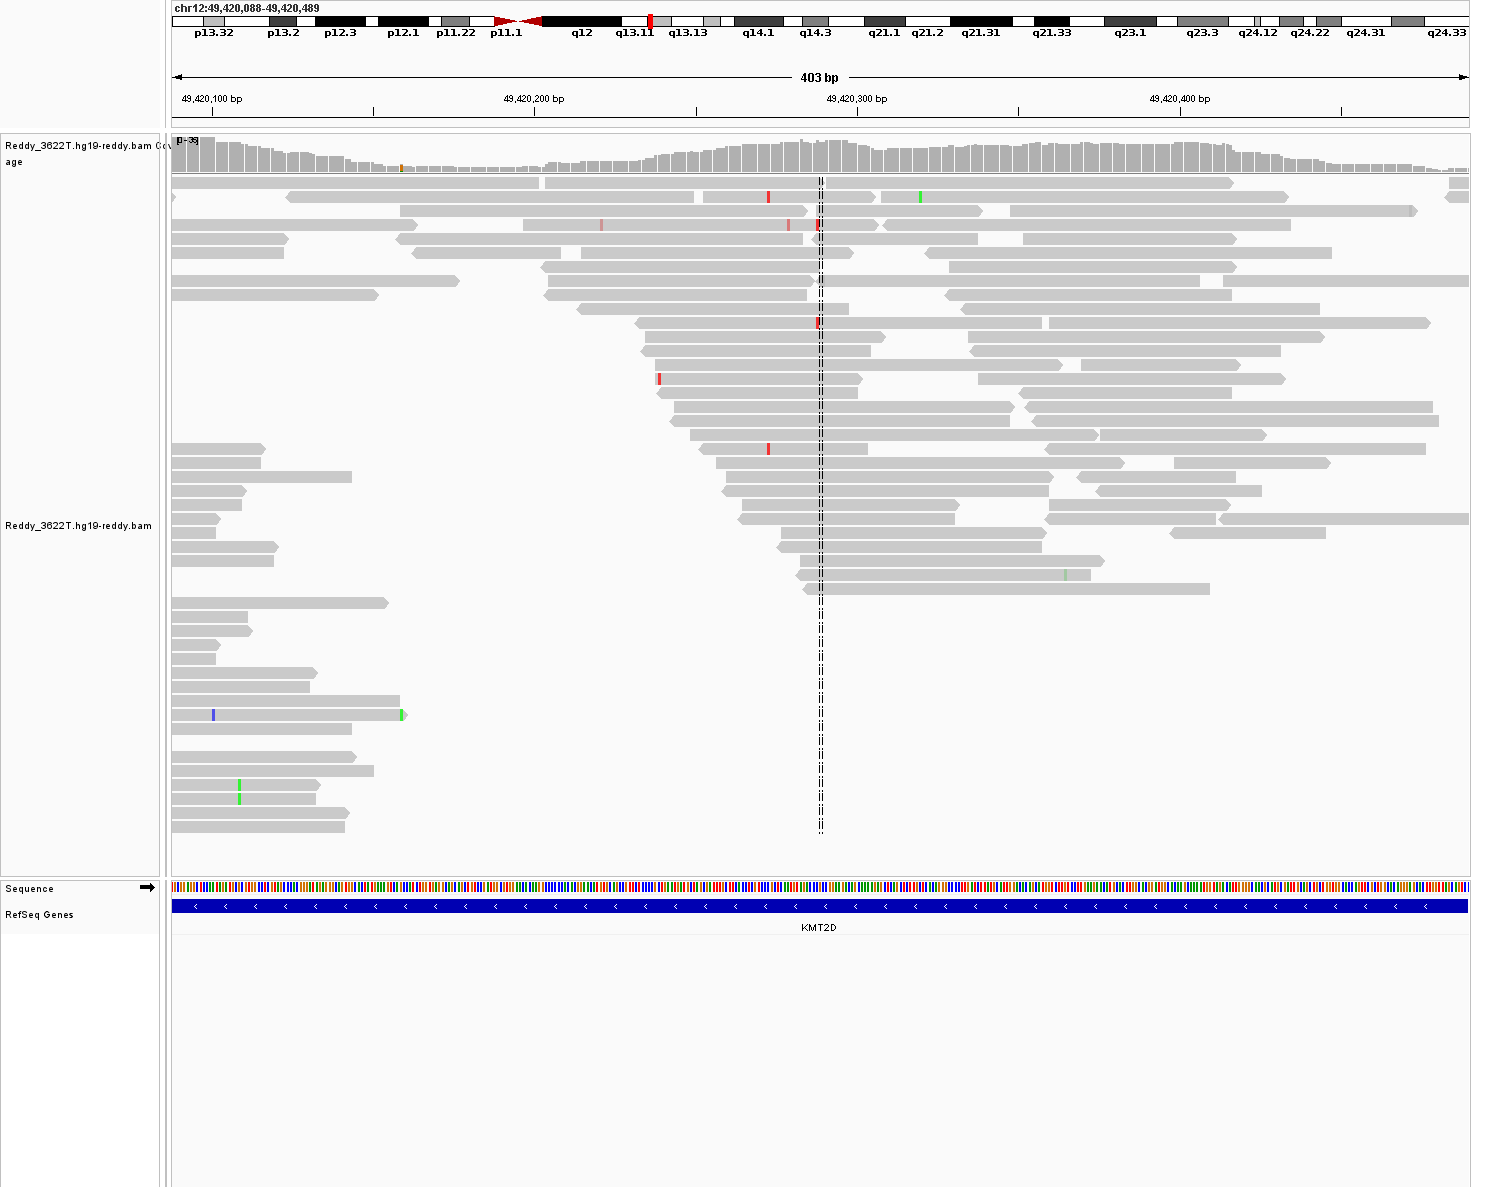 chr12:49,420,088-49,420,489
p13.32 p13.2 p12.3 p12.1 p11.22 p11.1 q12 q13.11 q13.13 q14.1 q14.3 q21.1 q21.2 q21.31 q21.33 q23.1 q23.3 q24.12 q24.22 q24.31 q24.33
403 bp
49,420,100 bp 49,420,200 bp 49,420,300 bp 49,420,400 bp
Reddy_3622T.hg19-reddy.bam Cov
age
[0 - 35]
Reddy_3622T.hg19-reddy.bam
Sequence
RefSeq Genes
KMT2D